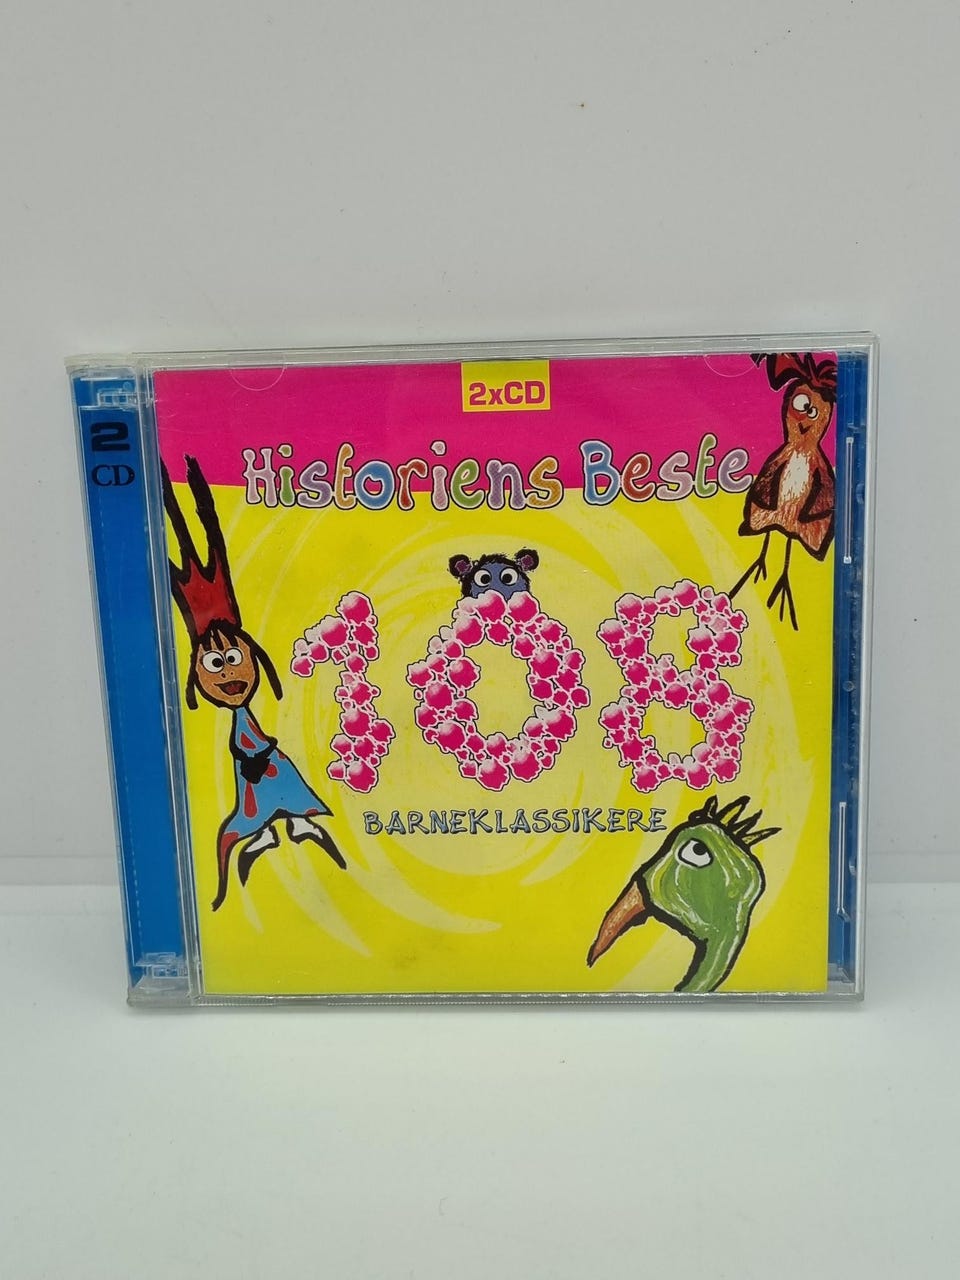 2xCD
2
CD
Historiens Beste
108
BARNEKLASSIKERE